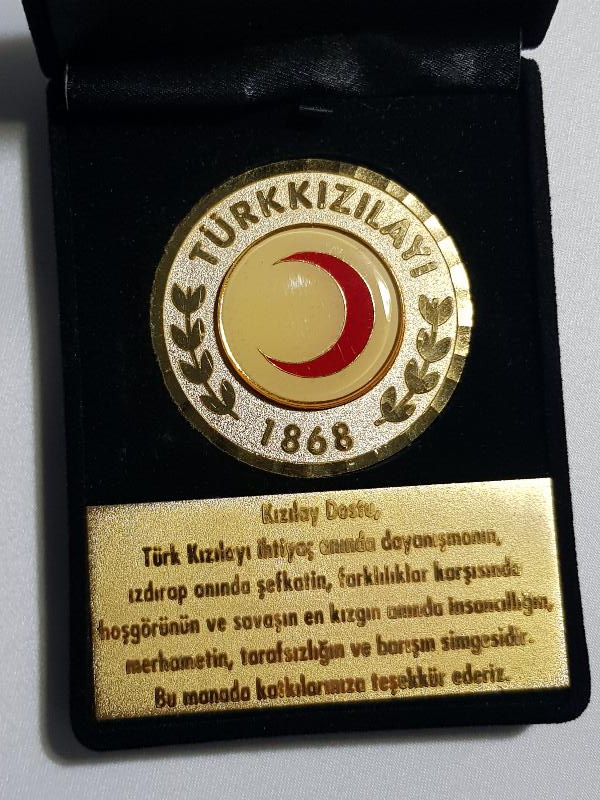 TÜRKKIZILAYI
1868
Kızılay Dostu,
Türk Kızılayı ihtiyaç anında dayanışmanın,
ızdırap anında şefkatin, farklılıklar karşısında
hoşgörünün ve savaşın en kızgın anında insancıllığın,
merhametin, tarafsızlığın ve barışın simgesidir.
Bu manada katkılarınıza teşekkür ederiz.